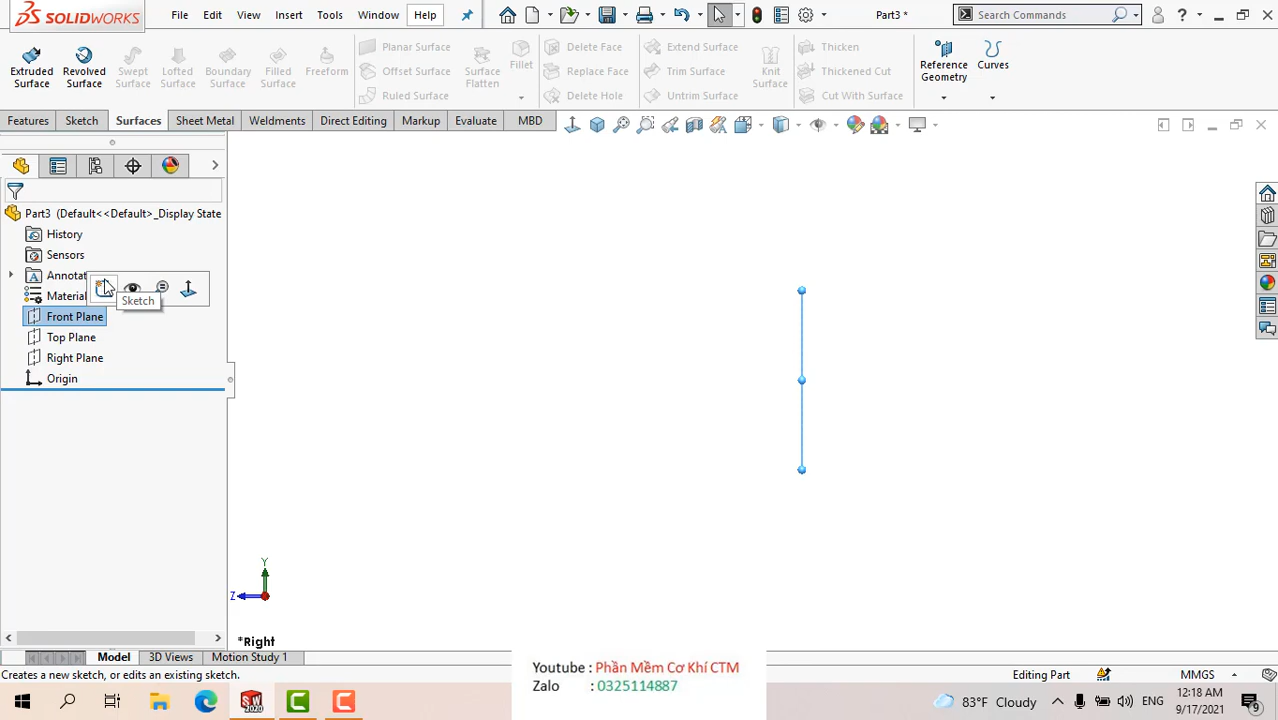 SOLIDWORKS File Edit View Insert Tools Window Help Part3 * Search Commands ?
Extruded Surface Revolved Surface Swept Surface Lofted Surface Boundary Surface Filled Surface Freeform
Planar Surface Offset Surface Ruled Surface
Surface Flatten Fillet
Delete Face Replace Face Delete Hole
Extend Surface Trim Surface Untrim Surface
Knit Surface
Thicken Thickened Cut Cut With Surface
Reference Geometry Curves
Features Sketch Surfaces Sheet Metal Weldments Direct Editing Markup Evaluate MBD
Part3 (Default<<Default>_Display State
History
Sensors
Annotat
Material
Sketch
Front Plane
Top Plane
Right Plane
Origin
Y
Z
*Right
Model 3D Views Motion Study 1
Youtube : Phần Mềm Cơ Khí CTM
Zalo : 0325114887
Creates a new sketch, or edits an existing sketch. Editing Part MMGS
83°F Cloudy ENG 12:18 AM
9/17/2021